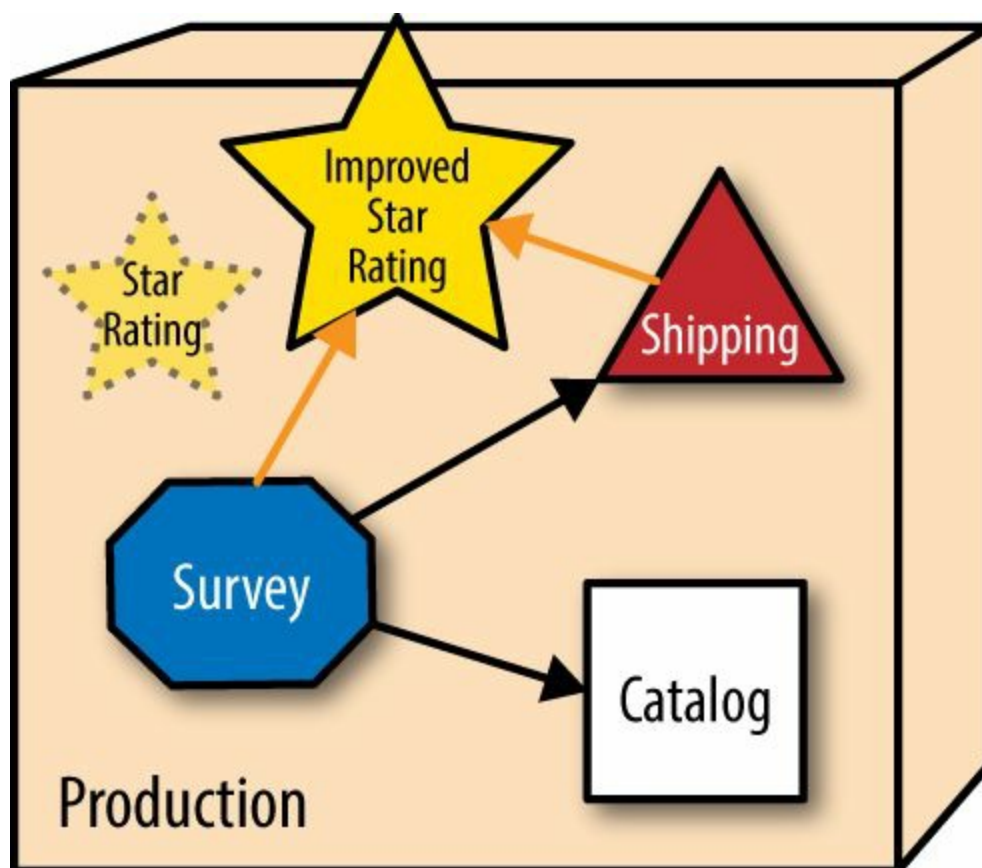 Improved
Star
Rating
Star
Rating
Shipping
Survey
Catalog
Production